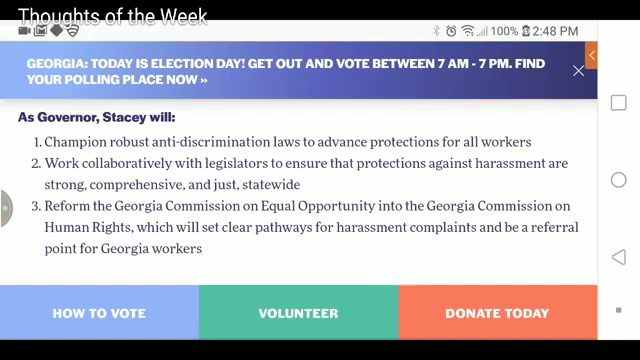 Thoughts of the Week
100% 2:48 PM
GEORGIA: TODAY IS ELECTION DAY! GET OUT AND VOTE BETWEEN 7 AM - 7 PM. FIND
YOUR POLLING PLACE NOW »
As Governor, Stacey will:
1. Champion robust anti-discrimination laws to advance protections for all workers
2. Work collaboratively with legislators to ensure that protections against harassment are
strong, comprehensive, and just, statewide
3. Reform the Georgia Commission on Equal Opportunity into the Georgia Commission on
Human Rights, which will set clear pathways for harassment complaints and be a referral
point for Georgia workers
HOW TO VOTE
VOLUNTEER
DONATE TODAY